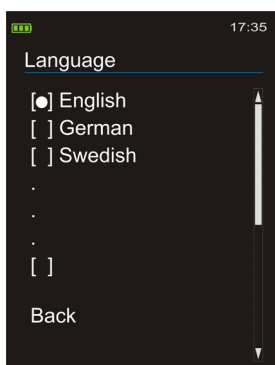 17:35
Language
[●] English
[ ] German
[ ] Swedish
.
.
.
[ ]
Back